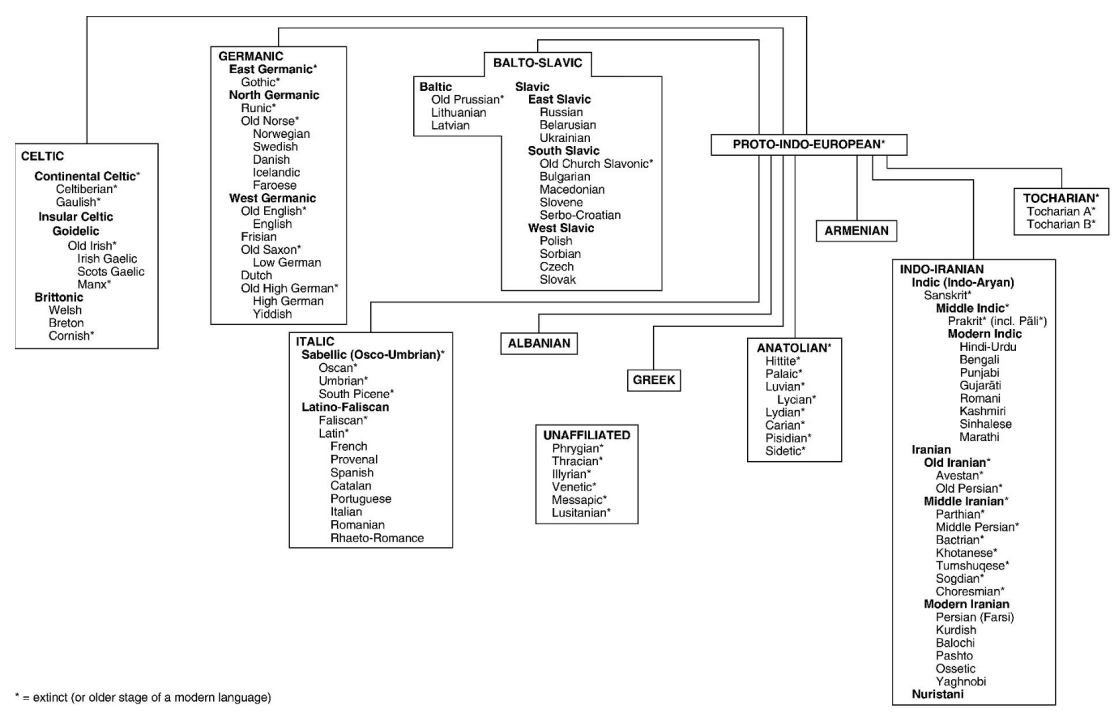 CELTIC
Continental Celtic*
Celtiberian*
Gaulish*
Insular Celtic
Goidelic
Old Irish*
Irish Gaelic
Scots Gaelic
Manx*
Brittonic
Welsh
Breton
Cornish*
GERMANIC
East Germanic*
Gothic*
North Germanic
Runic*
Old Norse*
Norwegian
Swedish
Danish
Icelandic
Faroese
West Germanic
Old English*
English
Frisian
Old Saxon*
Low German
Dutch
Old High German*
High German
Yiddish
BALTO-SLAVIC
Baltic
Old Prussian*
Lithuanian
Latvian
Slavic
East Slavic
Russian
Belarusian
Ukrainian
South Slavic
Old Church Slavonic*
Bulgarian
Macedonian
Slovene
Serbo-Croatian
West Slavic
Polish
Sorbian
Czech
Slovak
PROTO-INDO-EUROPEAN*
TOCHARIAN*
Tocharian A*
Tocharian B*
ARMENIAN
ITALIC
Sabellic (Osco-Umbrian)*
Oscan*
Umbrian*
South Picene*
Latino-Faliscan
Faliscan*
Latin*
French
Provenal
Spanish
Catalan
Portuguese
Italian
Romanian
Rhaeto-Romance
ALBANIAN
GREEK
UNAFFILIATED
Phrygian*
Thracian*
Illyrian*
Venetic*
Messapic*
Lusitanian*
ANATOLIAN*
Hittite*
Palaic*
Luvian*
Lycian*
Lydian*
Carian*
Pisidian*
Sidetic*
INDO-IRANIAN
Indic (Indo-Aryan)
Sanskrit*
Middle Indic*
Prakrit* (incl. Pāli*)
Modern Indic
Hindi-Urdu
Bengali
Punjabi
Gujarāti
Romani
Kashmiri
Sinhalese
Marathi
Iranian
Old Iranian*
Avestan*
Old Persian*
Middle Iranian*
Parthian*
Middle Persian*
Bactrian*
Khotanese*
Tumshuqese*
Sogdian*
Choresmian*
Modern Iranian
Persian (Farsi)
Kurdish
Balochi
Pashto
Ossetic
Yaghnobi
Nuristani
* = extinct (or older stage of a modern language)